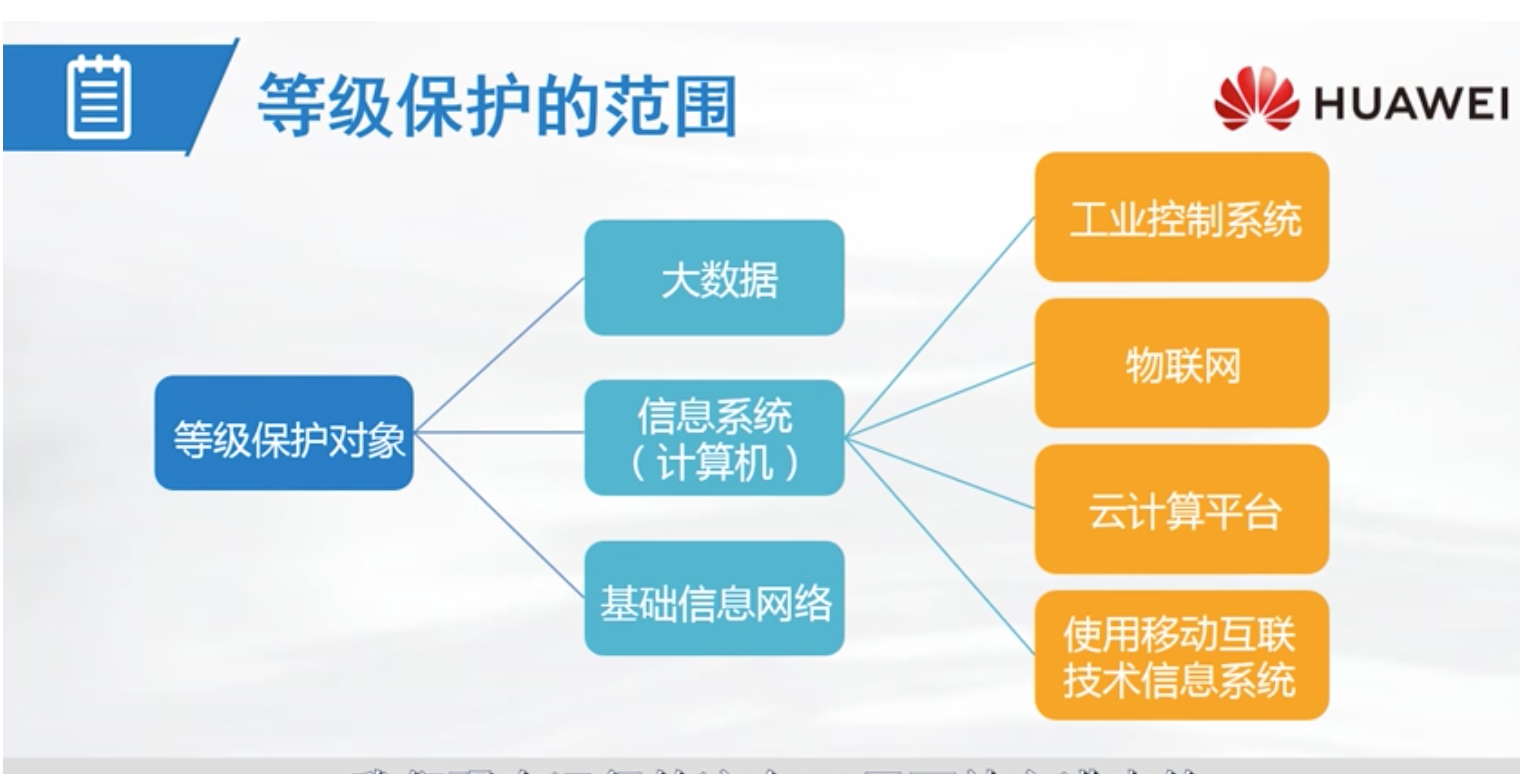 等级保护的范围
HUAWEI
等级保护对象
大数据
信息系统
（计算机）
基础信息网络
工业控制系统
物联网
云计算平台
使用移动互联
技术信息系统